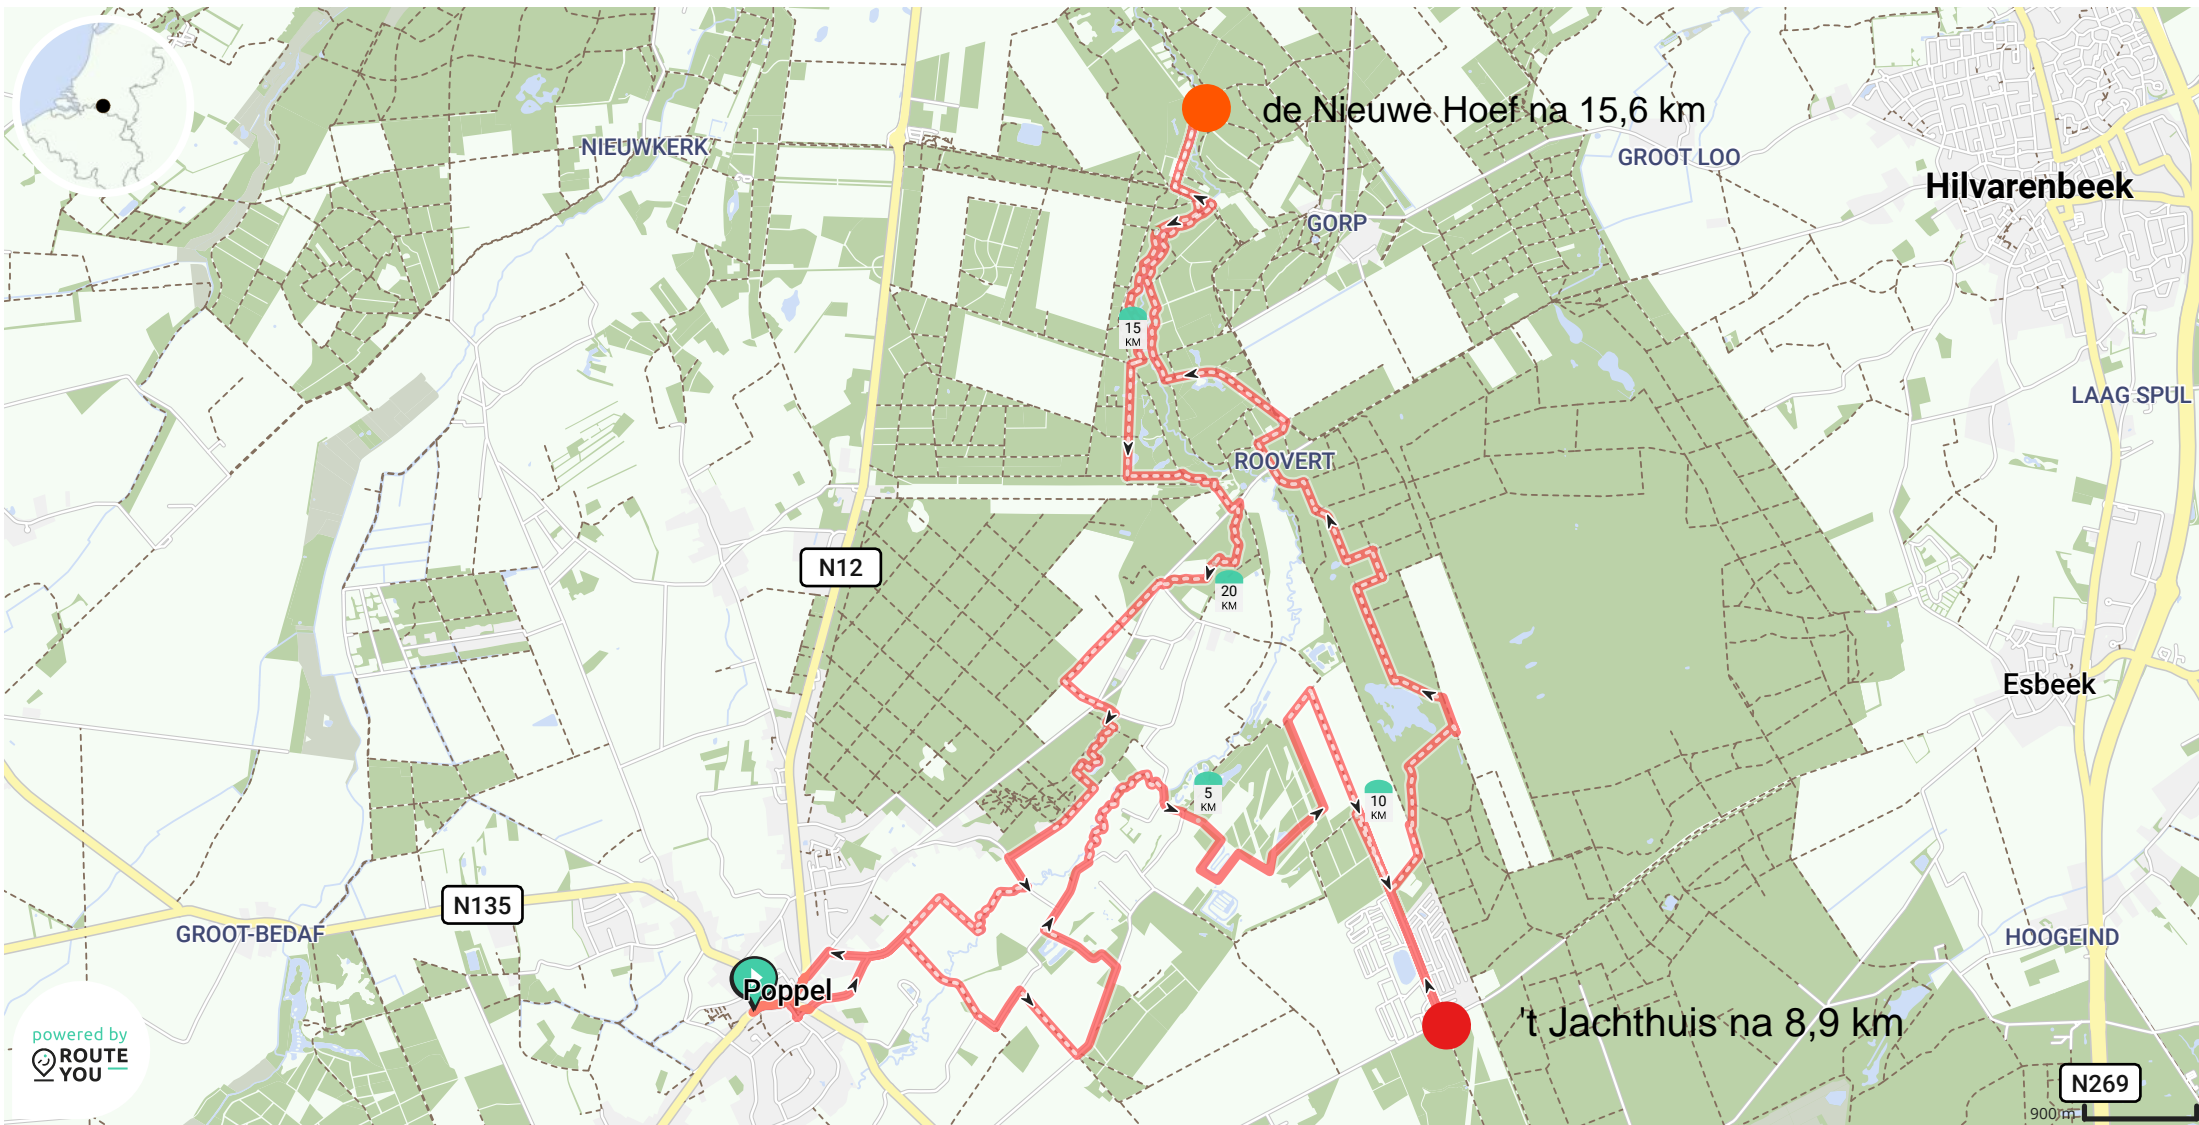 de Nieuwe Hoef na 15,6 km
NIEUWKERK
GROOT LOO
Hilvarenbeek
GORP
15
KM
LAAG SPUL
ROOVERT
N12
20
KM
Esbeek
5
KM
10
KM
N135
GROOT-BEDAF
HOOGEIND
Poppel
't Jachthuis na 8,9 km
powered by
ROUTE
YOU
N269
900 m